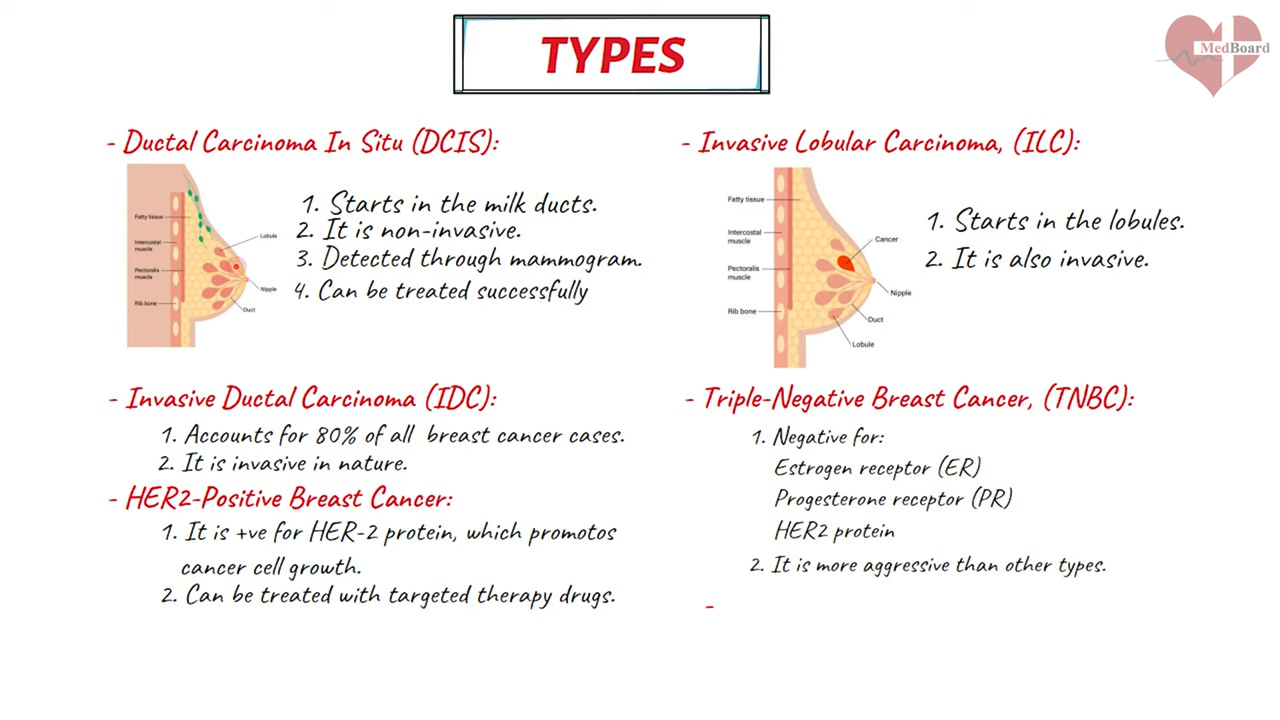 TYPES
MedBoard
- Ductal Carcinoma In Situ (DCIS):
Fatty tissue
Intercostal
muscle
Pectoralis
muscle
Rib bone
Lobule
Nipple
Duct
1. Starts in the milk ducts.
2. It is non-invasive.
3. Detected through mammogram.
4. Can be treated successfully
- Invasive Ductal Carcinoma (IDC):
1. Accounts for 80% of all breast cancer cases.
2. It is invasive in nature.
- HER2-Positive Breast Cancer:
1. It is +ve for HER-2 protein, which promotos
cancer cell growth.
2. Can be treated with targeted therapy drugs.
- Invasive Lobular Carcinoma, (ILC):
Fatty tissue
Intercostal
muscle
Pectoralis
muscle
Rib bone
Cancer
Nipple
Duct
Lobule
1. Starts in the lobules.
2. It is also invasive.
- Triple-Negative Breast Cancer, (TNBC):
1. Negative for:
Estrogen receptor (ER)
Progesterone receptor (PR)
HER2 protein
2. It is more aggressive than other types.
-